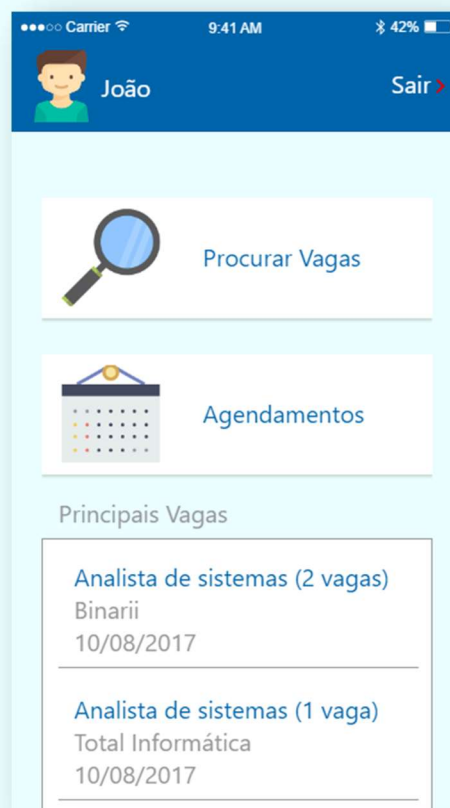 Carrier 9:41 AM 42%
João Sair >
Procurar Vagas
Agendamentos
Principais Vagas
Analista de sistemas (2 vagas)
Binarii
10/08/2017
Analista de sistemas (1 vaga)
Total Informática
10/08/2017